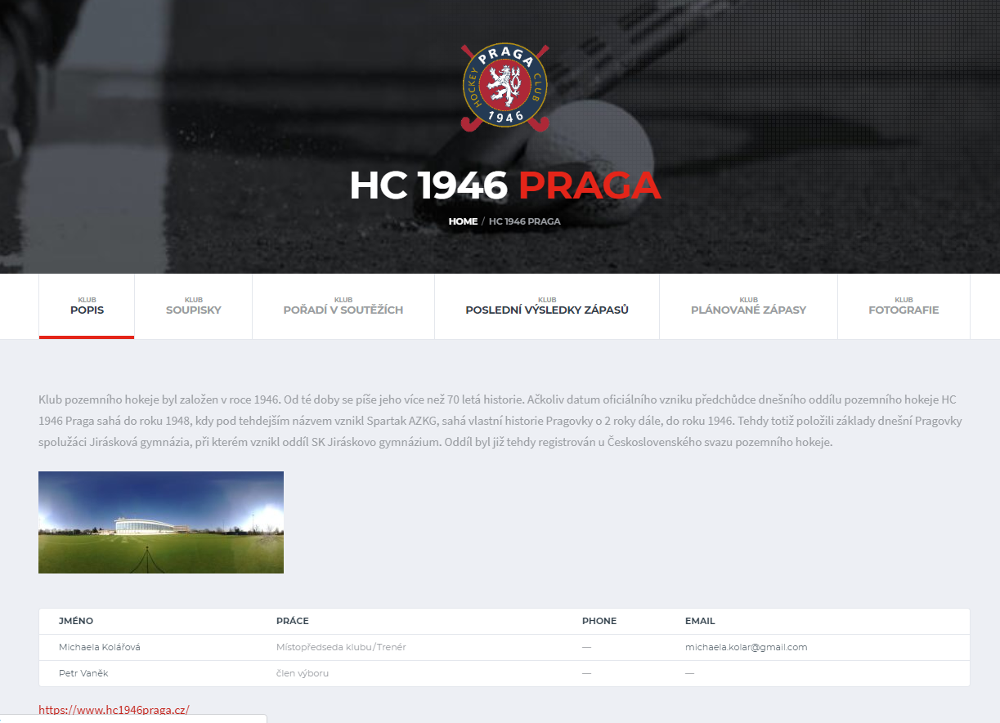 PRAGA
HOCKEY CLUB
1946
HC 1946 PRAGA
HOME / HC 1946 PRAGA
KLUB
POPIS
KLUB
SOUPISKY
KLUB
POŘADÍ V SOUTĚŽÍCH
KLUB
POSLEDNÍ VÝSLEDKY ZÁPASŮ
KLUB
PLÁNOVANÉ ZÁPASY
KLUB
FOTOGRAFIE
Klub pozemního hokeje byl založen v roce 1946. Od té doby se píše jeho více než 70 letá historie. Ačkoliv datum oficiálního vzniku předchůdce dnešního oddílu pozemního hokeje HC
1946 Praga sahá do roku 1948, kdy pod tehdejším názvem vznikl Spartak AZKG, sahá vlastní historie Pragovky o 2 roky dále, do roku 1946. Tehdy totiž položili základy dnešní Pragovky
spolužáci Jirásková gymnázia, při kterém vznikl oddíl SK Jiráskovo gymnázium. Oddíl byl již tehdy registrován u Československého svazu pozemního hokeje.
JMÉNO PRÁCE PHONE EMAIL
Michaela Kolářová Místopředseda klubu/Trenér — michaela.kolar@gmail.com
Petr Vaněk člen výboru — —
https://www.hc1946praga.cz/